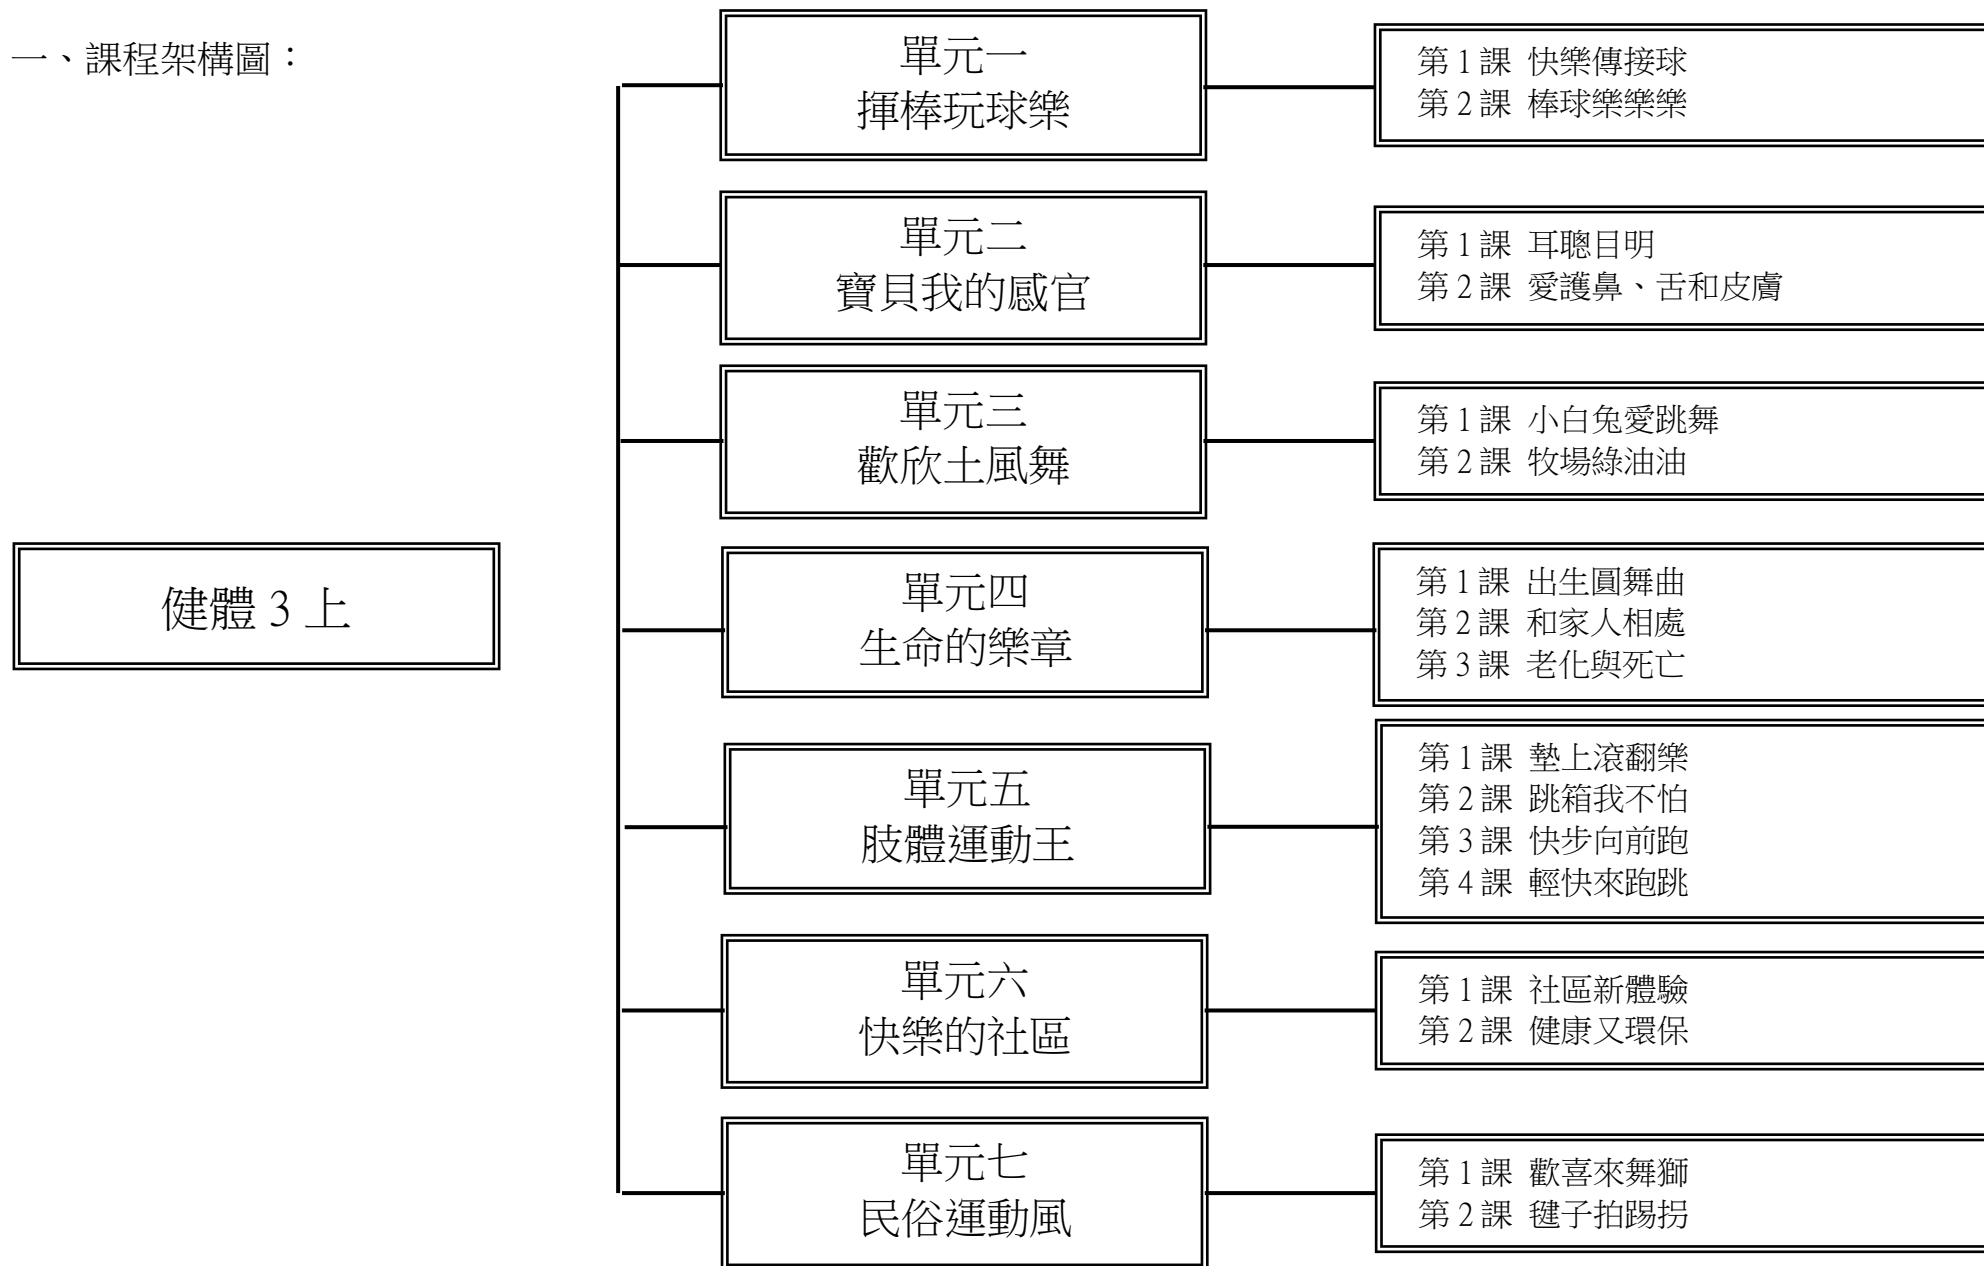 一、課程架構圖：
健體 3 上
單元一
揮棒玩球樂
第 1 課 快樂傳接球
第 2 課 棒球樂樂樂
單元二
寶貝我的感官
第 1 課 耳聰目明
第 2 課 愛護鼻、舌和皮膚
單元三
歡欣土風舞
第 1 課 小白兔愛跳舞
第 2 課 牧場綠油油
單元四
生命的樂章
第 1 課 出生圓舞曲
第 2 課 和家人相處
第 3 課 老化與死亡
單元五
肢體運動王
第 1 課 墊上滾翻樂
第 2 課 跳箱我不怕
第 3 課 快步向前跑
第 4 課 輕快來跑跳
單元六
快樂的社區
第 1 課 社區新體驗
第 2 課 健康又環保
單元七
民俗運動風
第 1 課 歡喜來舞獅
第 2 課 毽子拍踢拐